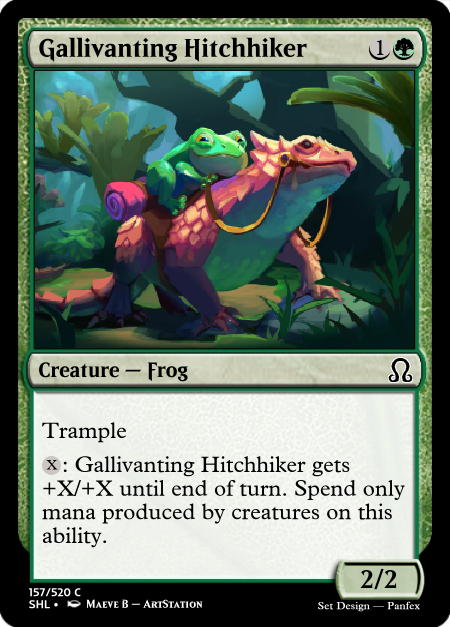 Gallivanting Hitchhiker 1
Creature — Frog
Trample
X: Gallivanting Hitchhiker gets
+X/+X until end of turn. Spend only
mana produced by creatures on this
ability.
2/2
157/520 C
SHL • Maeve B — ArtStation
Set Design — Panfex